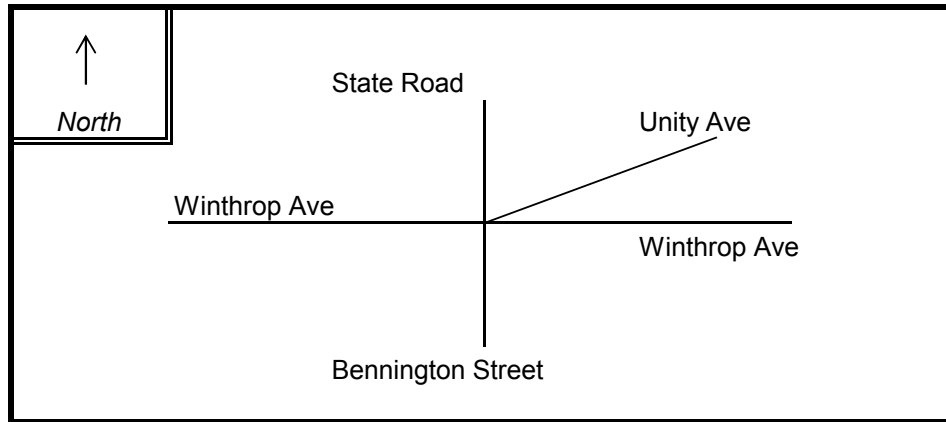 State Road
North
Unity Ave
Winthrop Ave
Winthrop Ave
Bennington Street